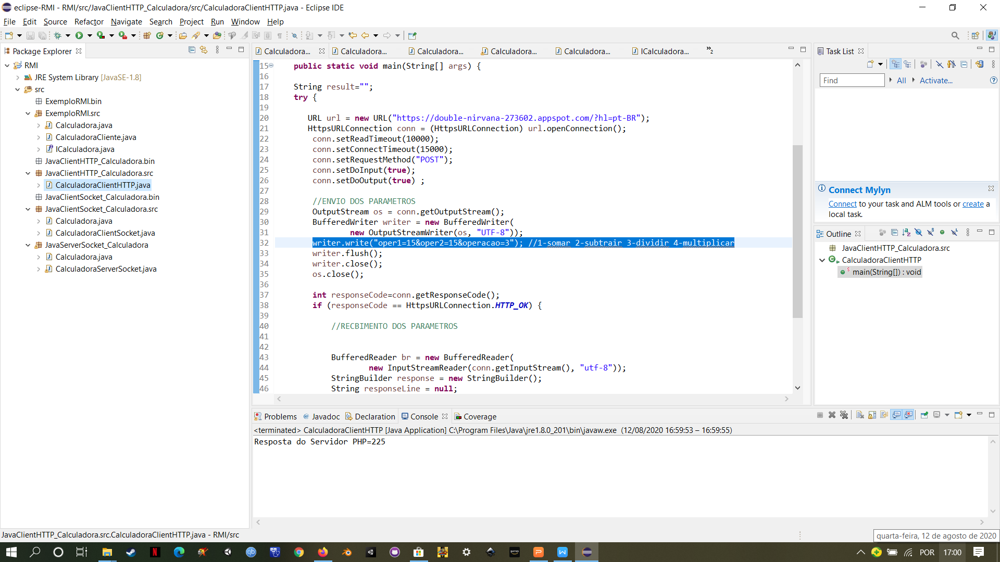 eclipse-RMI - RMI/src/JavaClientHTTP_Calculadora/src/CalculadoraClientHTTP.java - Eclipse IDE
File Edit Source Refactor Navigate Search Project Run Window Help
Package Explorer
RMI
JRE System Library [JavaSE-1.8]
src
ExemploRMI.bin
ExemploRMI.src
Calculadora.java
CalculadoraCliente.java
ICalculadora.java
JavaClientHTTP_Calculadora.bin
JavaClientHTTP_Calculadora.src
CalculadoraClientHTTP.java
JavaClientSocket_Calculadora.bin
JavaClientSocket_Calculadora.src
Calculadora.java
CalculadoraClientSocket.java
JavaServerSocket_Calculadora
Calculadora.java
CalculadoraServerSocket.java
Calculadora... Calculadora... Calculadora... Calculadora... Calculadora... ICalculadora... »2
15 public static void main(String[] args) {
16
17 String result="";
18 try {
19
20 URL url = new URL("https://double-nirvana-273602.appspot.com/?hl=pt-BR");
21 HttpsURLConnection conn = (HttpsURLConnection) url.openConnection();
22 conn.setReadTimeout(10000);
23 conn.setConnectTimeout(15000);
24 conn.setRequestMethod("POST");
25 conn.setDoInput(true);
26 conn.setDoOutput(true) ;
27
28 //ENVIO DOS PARAMETROS
29 OutputStream os = conn.getOutputStream();
30 BufferedWriter writer = new BufferedWriter(
31 new OutputStreamWriter(os, "UTF-8"));
32 writer.write("oper1=15&oper2=15&operacao=3"); //1-somar 2-subtrair 3-dividir 4-multiplicar
33 writer.flush();
34 writer.close();
35 os.close();
36
37 int responseCode=conn.getResponseCode();
38 if (responseCode == HttpsURLConnection.HTTP_OK) {
39
40 //RECBIMENTO DOS PARAMETROS
41
42
43 BufferedReader br = new BufferedReader(
44 new InputStreamReader(conn.getInputStream(), "utf-8"));
45 StringBuilder response = new StringBuilder();
46 String responseLine = null;
Task List
Find All Activate...
Connect Mylyn
Connect to your task and ALM tools or create a
local task.
Outline
JavaClientHTTP_Calculadora.src
CalculadoraClientHTTP
main(String[]) : void
Problems @ Javadoc Declaration Console Coverage
<terminated> CalculadoraClientHTTP [Java Application] C:\Program Files\Java\jre1.8.0_201\bin\javaw.exe (12/08/2020 16:59:53 – 16:59:55)
Resposta do Servidor PHP=225
JavaClientHTTP_Calculadora.src.CalculadoraClientHTTP.java - RMI/src
quarta-feira, 12 de agosto de 2020
POR 17:00